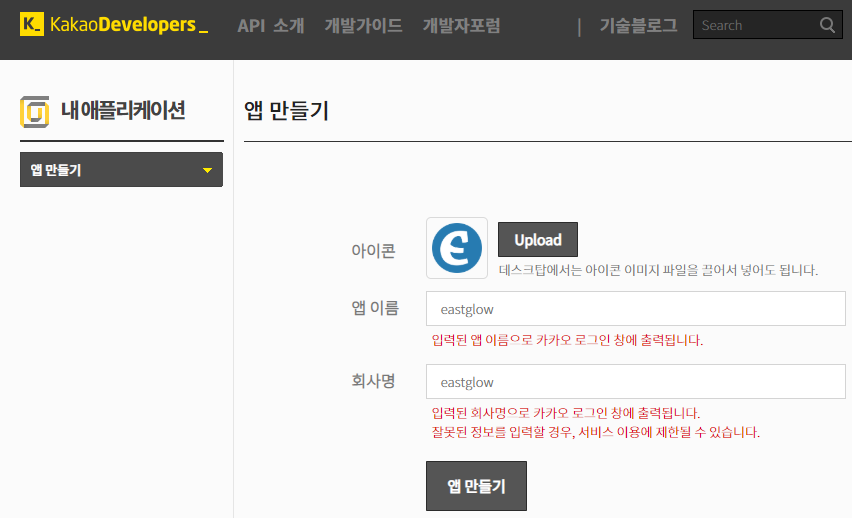 K_ KakaoDevelopers_ API 소개 개발가이드 개발자포럼 | 기술블로그 Search
내 애플리케이션
앱 만들기
앱 만들기
아이콘
Upload
데스크탑에서는 아이콘 이미지 파일을 끌어서 넣어도 됩니다.
앱 이름 eastglow
입력된 앱 이름으로 카카오 로그인 창에 출력됩니다.
회사명 eastglow
입력된 회사명으로 카카오 로그인 창에 출력됩니다.
잘못된 정보를 입력할 경우, 서비스 이용에 제한될 수 있습니다.
앱 만들기